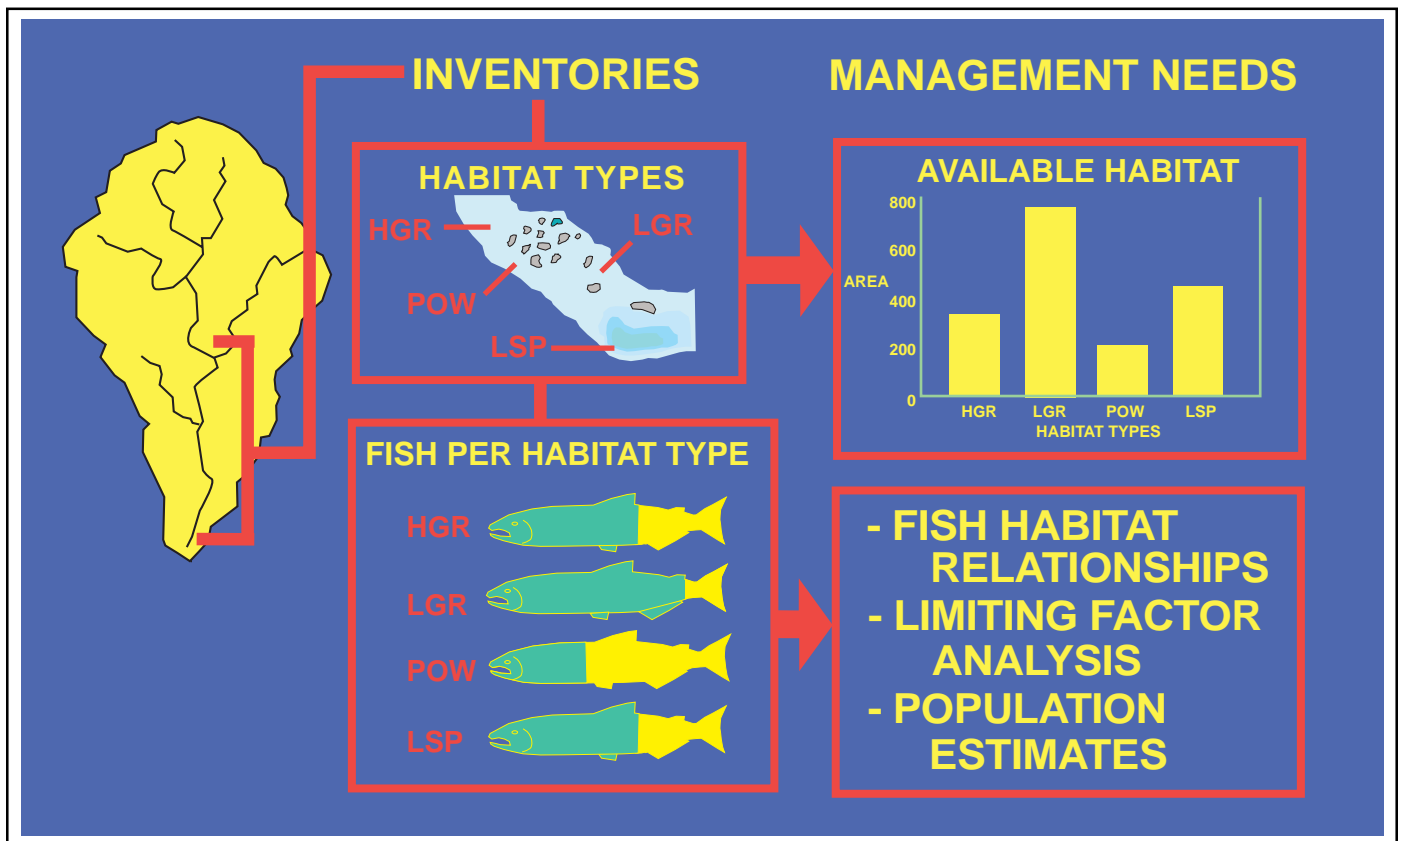 INVENTORIES
MANAGEMENT NEEDS
HABITAT TYPES
HGR
LGR
POW
LSP
AVAILABLE HABITAT
800
600
AREA
400
200
0
HGR LGR POW LSP
HABITAT TYPES
FISH PER HABITAT TYPE
HGR
LGR
POW
LSP
- FISH HABITAT
RELATIONSHIPS
- LIMITING FACTOR
ANALYSIS
- POPULATION
ESTIMATES